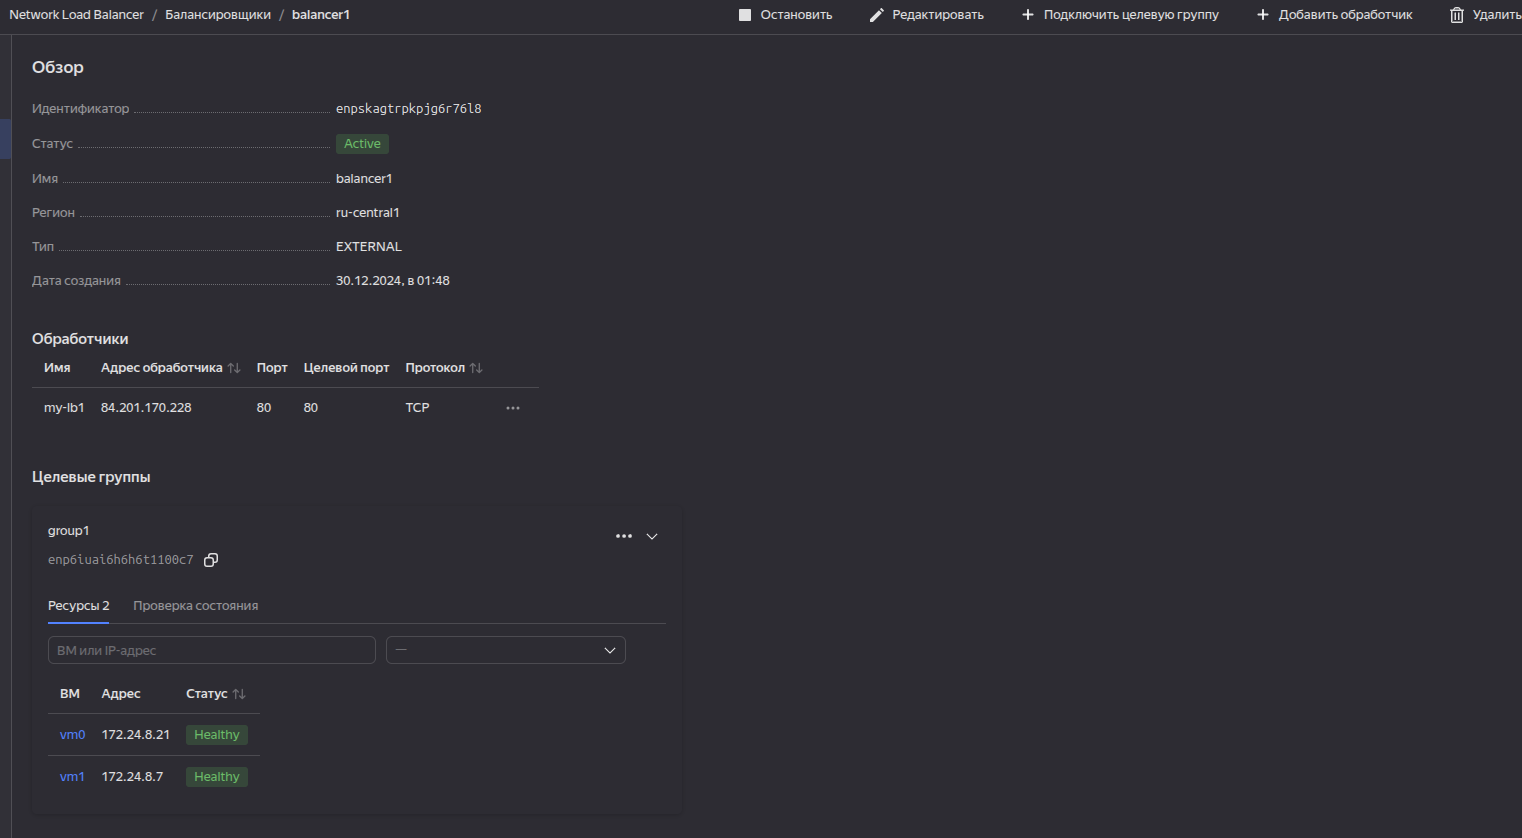 Network Load Balancer / Балансировщики / balancer1
Остановить Редактировать Подключить целевую группу Добавить обработчик Удалить
Обзор
Идентификатор enpskagtrpkpjg6r76l8
Статус Active
Имя balancer1
Регион ru-central1
Тип EXTERNAL
Дата создания 30.12.2024, в 01:48
Обработчики
Имя Адрес обработчика Порт Целевой порт Протокол
my-lb1 84.201.170.228 80 80 TCP
Целевые группы
group1
enp6iuai6h6h6t1100c7
Ресурсы 2 Проверка состояния
ВМ или IP-адрес —
ВМ Адрес Статус
vm0 172.24.8.21 Healthy
vm1 172.24.8.7 Healthy